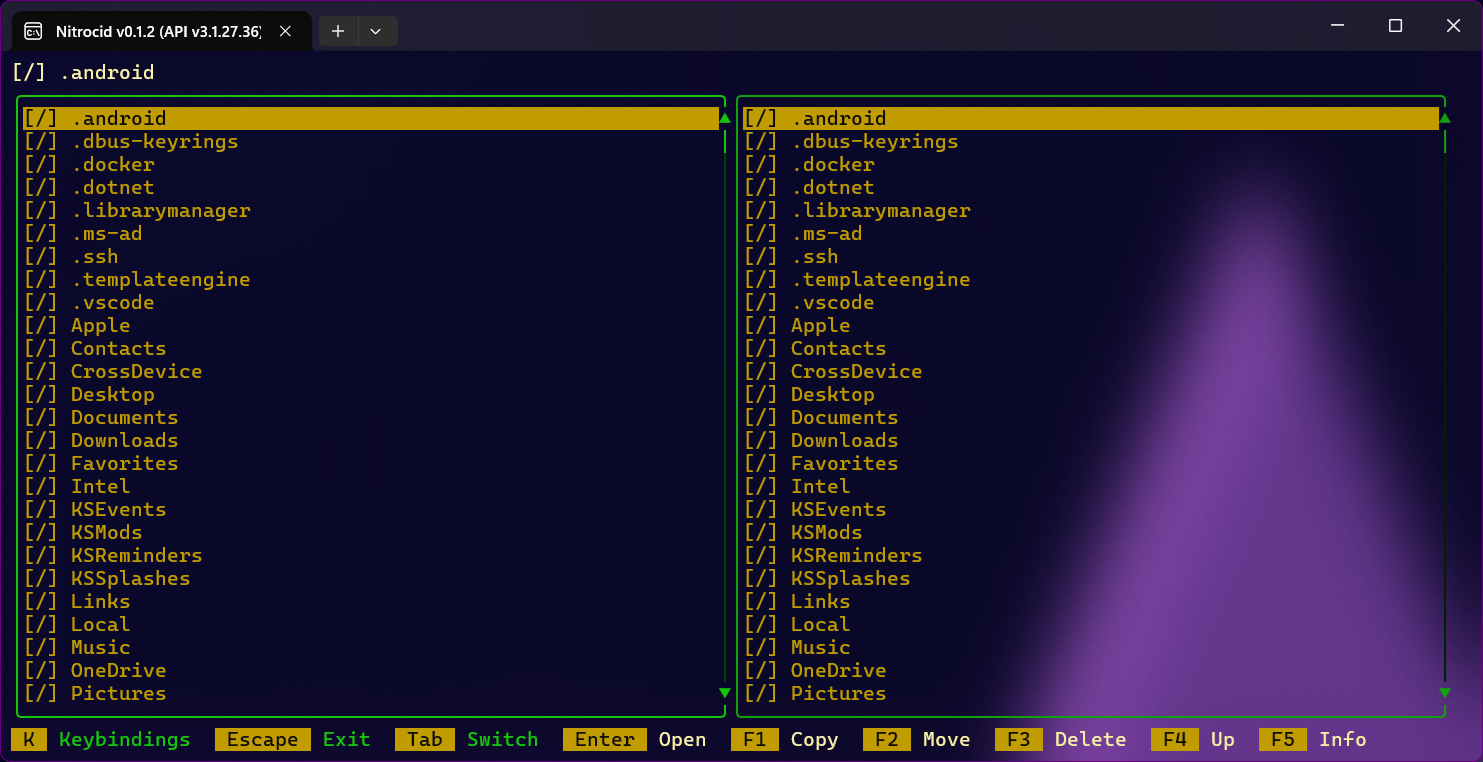 Nitrocid v0.1.2 (API v3.1.27.36)
[/] .android
[/] .android
[/] .dbus-keyrings
[/] .docker
[/] .dotnet
[/] .librarymanager
[/] .ms-ad
[/] .ssh
[/] .templateengine
[/] .vscode
[/] Apple
[/] Contacts
[/] CrossDevice
[/] Desktop
[/] Documents
[/] Downloads
[/] Favorites
[/] Intel
[/] KSEvents
[/] KSMods
[/] KSReminders
[/] KSSplashes
[/] Links
[/] Local
[/] Music
[/] OneDrive
[/] Pictures
[/] .android
[/] .dbus-keyrings
[/] .docker
[/] .dotnet
[/] .librarymanager
[/] .ms-ad
[/] .ssh
[/] .templateengine
[/] .vscode
[/] Apple
[/] Contacts
[/] CrossDevice
[/] Desktop
[/] Documents
[/] Downloads
[/] Favorites
[/] Intel
[/] KSEvents
[/] KSMods
[/] KSReminders
[/] KSSplashes
[/] Links
[/] Local
[/] Music
[/] OneDrive
[/] Pictures
K Keybindings Escape Exit Tab Switch Enter Open F1 Copy F2 Move F3 Delete F4 Up F5 Info